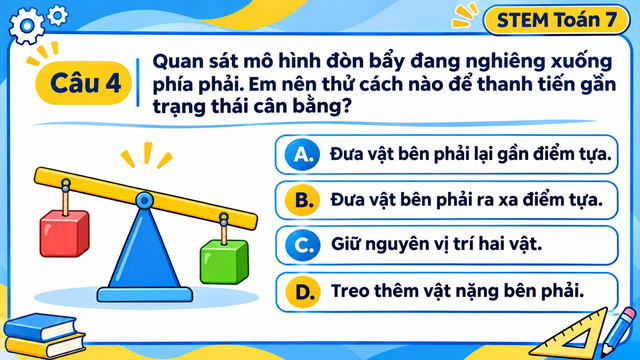 STEM Toán 7
Câu 4
Quan sát mô hình đòn bẩy đang nghiêng xuống
phía phải. Em nên thử cách nào để thanh tiến gần
trạng thái cân bằng?
A. Đưa vật bên phải lại gần điểm tựa.
B. Đưa vật bên phải ra xa điểm tựa.
C. Giữ nguyên vị trí hai vật.
D. Treo thêm vật nặng bên phải.